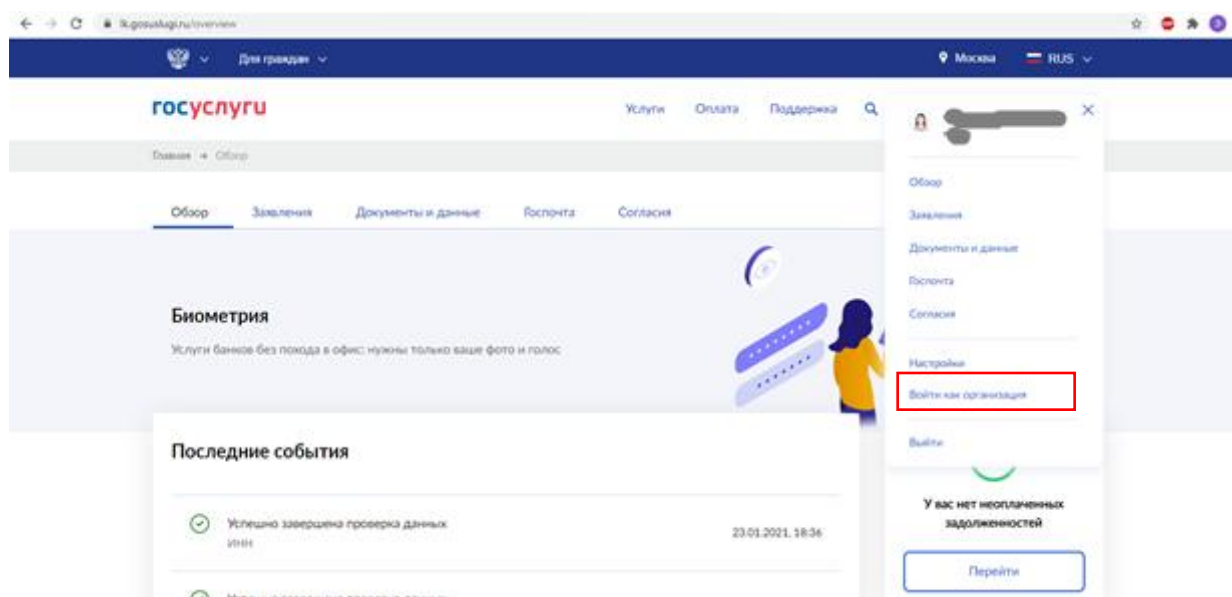 lk.gosuslugi.ru/overview
Для граждан
Москва
RUS
госуслуги
Услуги Оплата Поддержка
Главная → Обзор
Обзор Заявления Документы и данные Госпочта Согласия
Обзор
Заявления
Документы и данные
Госпочта
Согласия
Настройки
Войти как организация
Выйти
Биометрия
Услуги банков без похода в офис: нужны только ваше фото и голос
Последние события
Успешно завершена проверка данных
ИНН
23.01.2021, 18:36
У вас нет неоплаченных
задолженностей
Перейти